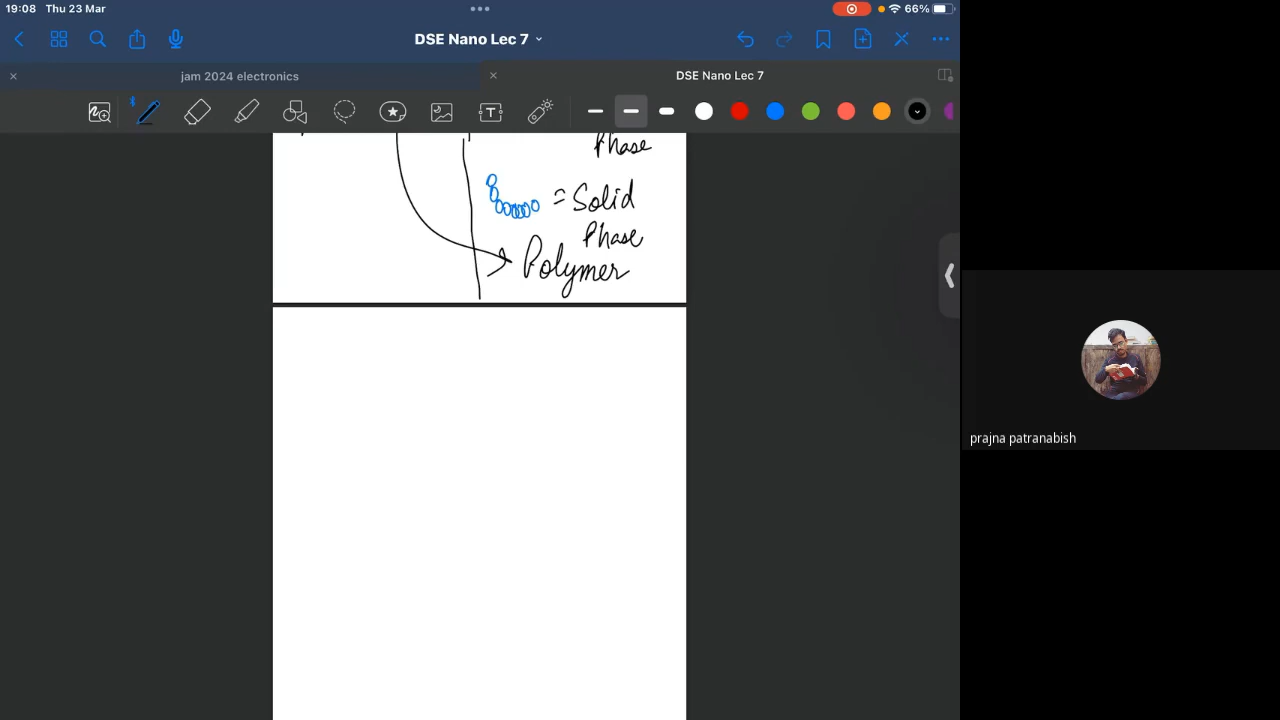 19:08 Thu 23 Mar
66%
DSE Nano Lec 7
jam 2024 electronics
DSE Nano Lec 7
Phase
= Solid
Phase
Polymer
prajna patranabish